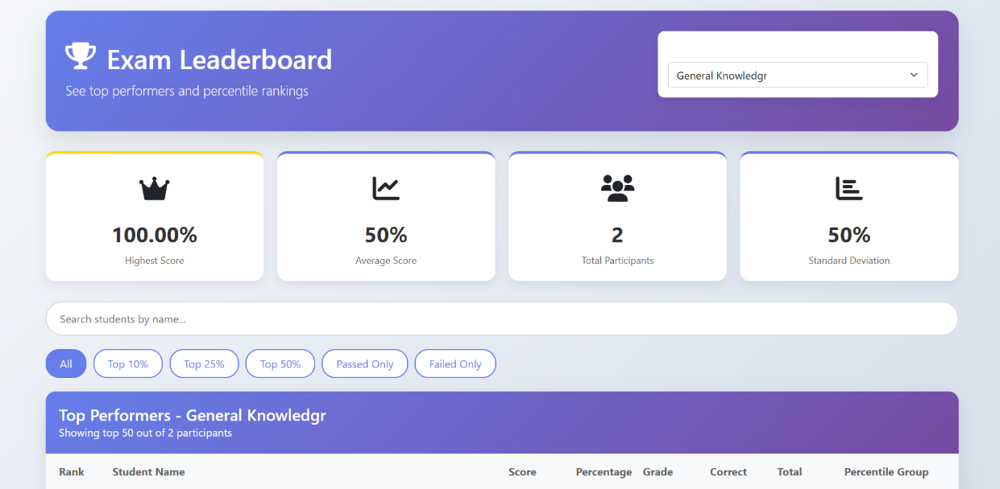 Exam Leaderboard
See top performers and percentile rankings
General Knowledgr
100.00%
Highest Score
50%
Average Score
2
Total Participants
50%
Standard Deviation
Search students by name...
All
Top 10%
Top 25%
Top 50%
Passed Only
Failed Only
Top Performers - General Knowledgr
Showing top 50 out of 2 participants
Rank Student Name Score Percentage Grade Correct Total Percentile Group